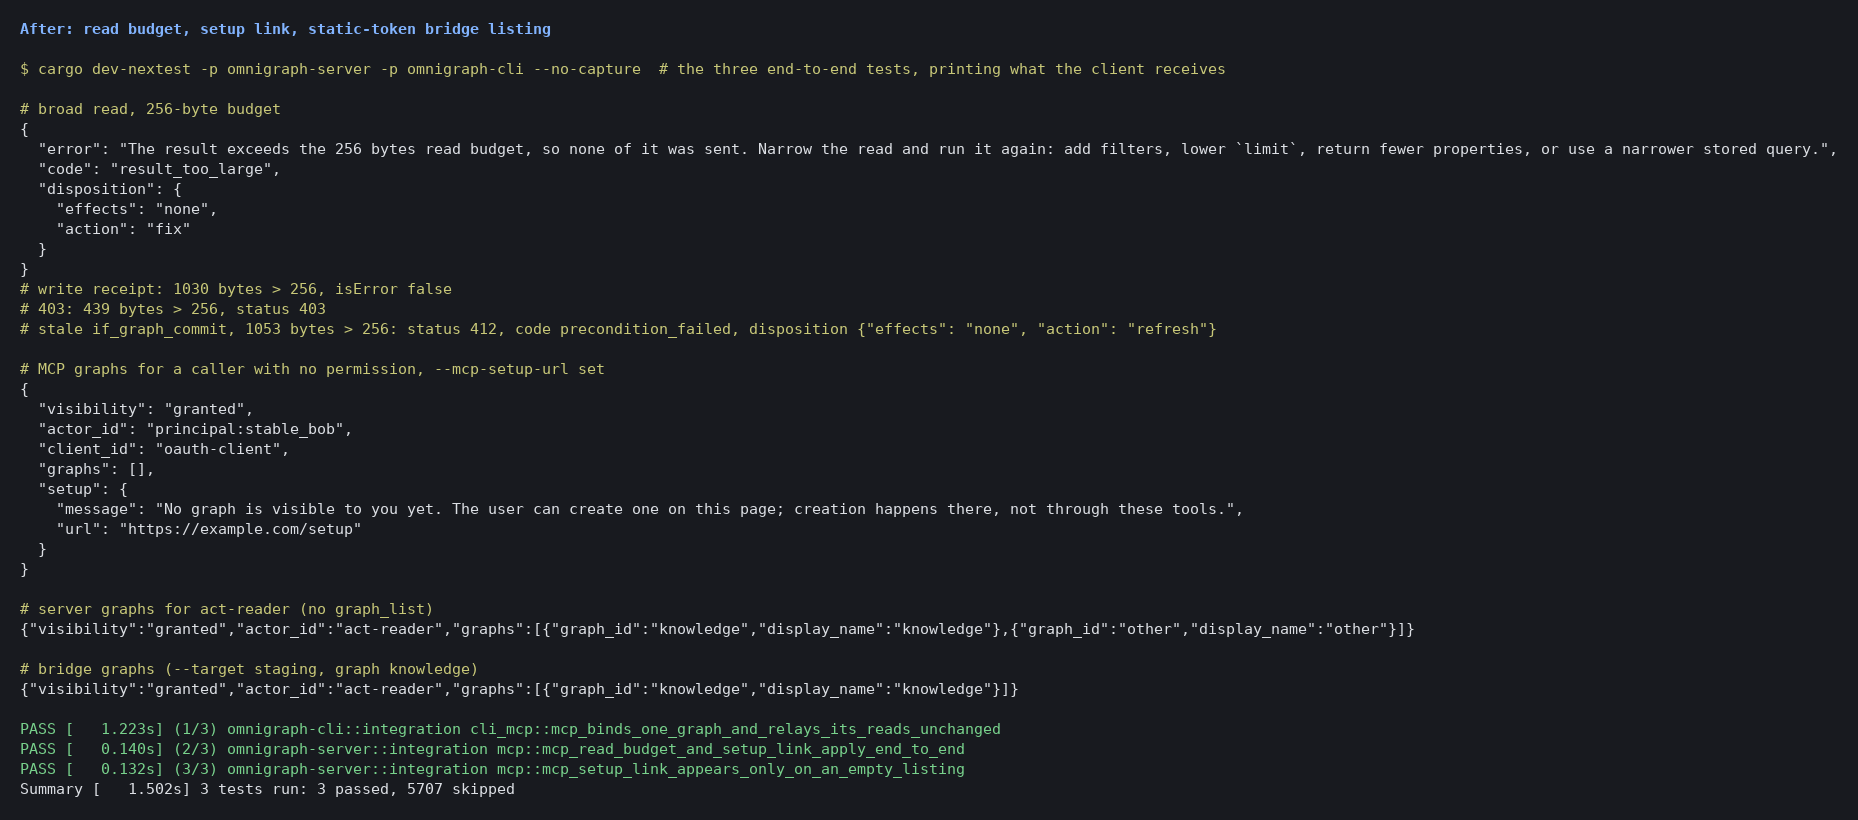 After: read budget, setup link, static-token bridge listing
$ cargo dev-nextest -p omnigraph-server -p omnigraph-cli --no-capture  # the three end-to-end tests, printing what the client receives
# broad read, 256-byte budget
{
  "error": "The result exceeds the 256 bytes read budget, so none of it was sent. Narrow the read and run it again: add filters, lower `limit`, return fewer properties, or use a narrower stored query.",
  "code": "result_too_large",
  "disposition": {
    "effects": "none",
    "action": "fix"
  }
}
# write receipt: 1030 bytes > 256, isError false
# 403: 439 bytes > 256, status 403
# stale if_graph_commit, 1053 bytes > 256: status 412, code precondition_failed, disposition {"effects": "none", "action": "refresh"}
# MCP graphs for a caller with no permission, --mcp-setup-url set
{
  "visibility": "granted",
  "actor_id": "principal:stable_bob",
  "client_id": "oauth-client",
  "graphs": [],
  "setup": {
    "message": "No graph is visible to you yet. The user can create one on this page; creation happens there, not through these tools.",
    "url": "https://example.com/setup"
  }
}
# server graphs for act-reader (no graph_list)
{"visibility":"granted","actor_id":"act-reader","graphs":[{"graph_id":"knowledge","display_name":"knowledge"},{"graph_id":"other","display_name":"other"}]}
# bridge graphs (--target staging, graph knowledge)
{"visibility":"granted","actor_id":"act-reader","graphs":[{"graph_id":"knowledge","display_name":"knowledge"}]}
PASS [   1.223s] (1/3) omnigraph-cli::integration cli_mcp::mcp_binds_one_graph_and_relays_its_reads_unchanged
PASS [   0.140s] (2/3) omnigraph-server::integration mcp::mcp_read_budget_and_setup_link_apply_end_to_end
PASS [   0.132s] (3/3) omnigraph-server::integration mcp::mcp_setup_link_appears_only_on_an_empty_listing
Summary [   1.502s] 3 tests run: 3 passed, 5707 skipped